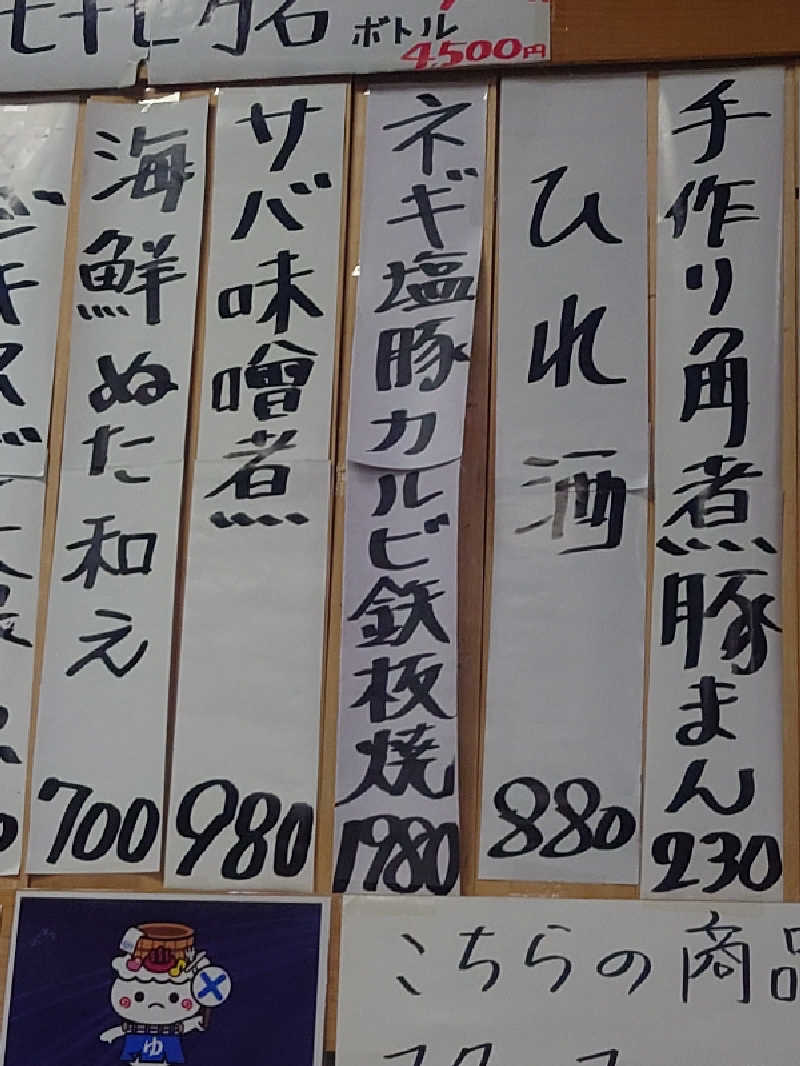 ボトル
4,500円
手作り角煮豚まん
230
ひれ酒
880
ネギ塩豚カルビ鉄板焼
1980
サバ味噌煮
980
海鮮ぬた和え
700
こちらの商品
ゆ